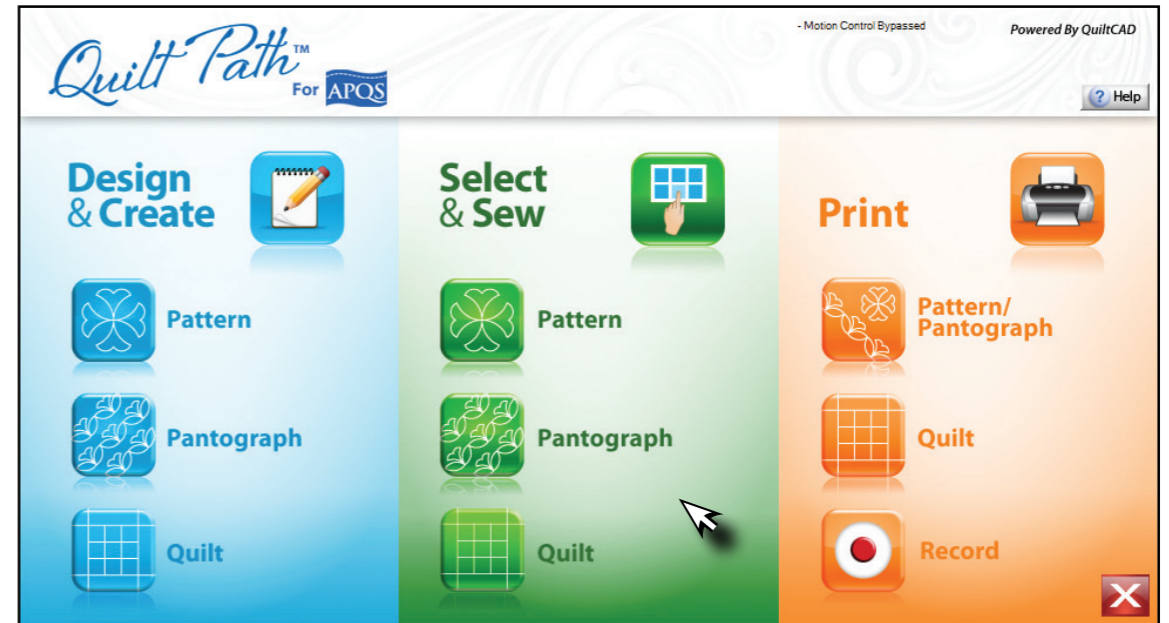 Quilt Path™
For APQS
- Motion Control Bypassed
Powered By QuiltCAD
? Help
Design
& Create
Pattern
Pantograph
Quilt
Select
& Sew
Pattern
Pantograph
Quilt
Print
Pattern/
Pantograph
Quilt
Record
X